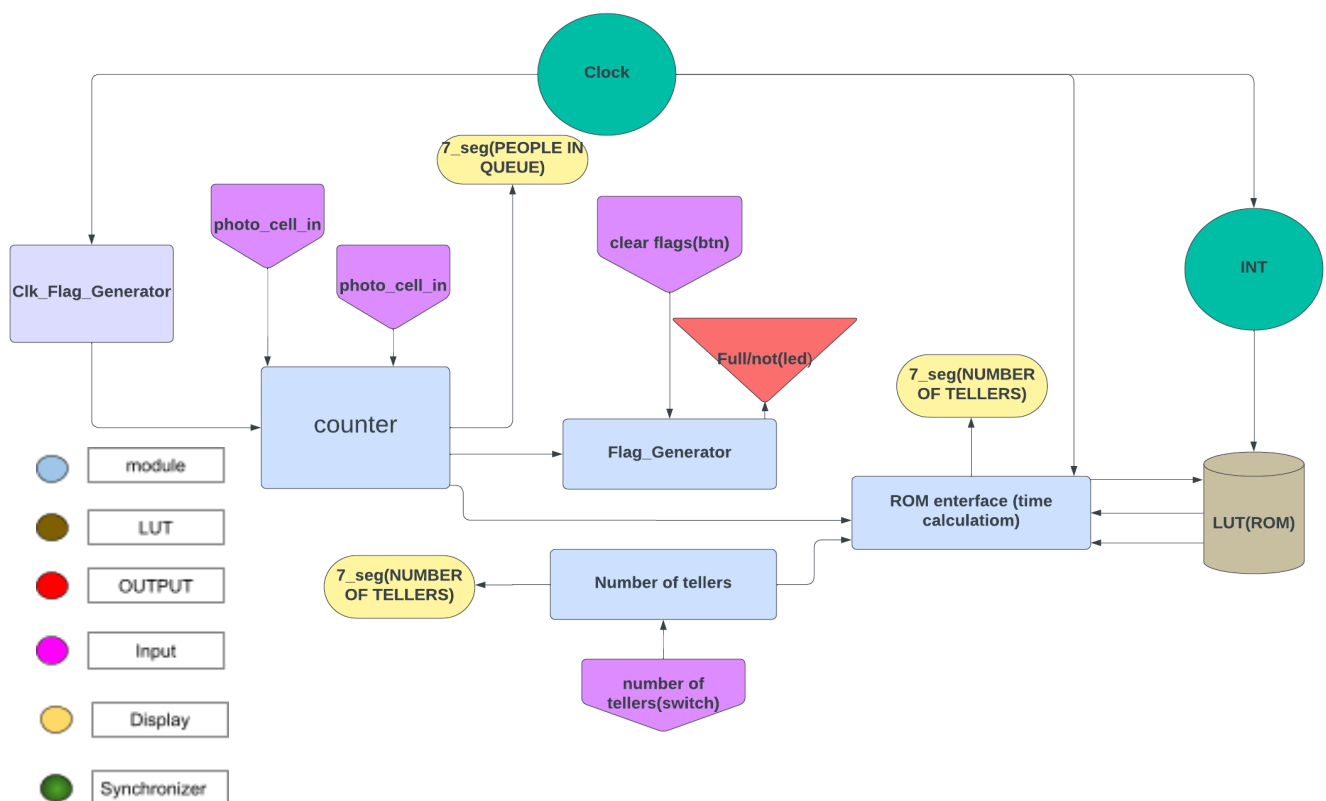 Clock
7_seg(PEOPLE IN
QUEUE)
photo_cell_in
clear flags(btn)
photo_cell_in
INT
Clk_Flag_Generator
Full/not(led)
7_seg(NUMBER
OF TELLERS)
counter
Flag_Generator
ROM enterface (time
calculatiom)
LUT(ROM)
module
LUT
OUTPUT
7_seg(NUMBER
OF TELLERS)
Number of tellers
Input
number of
tellers(switch)
Display
Synchronizer